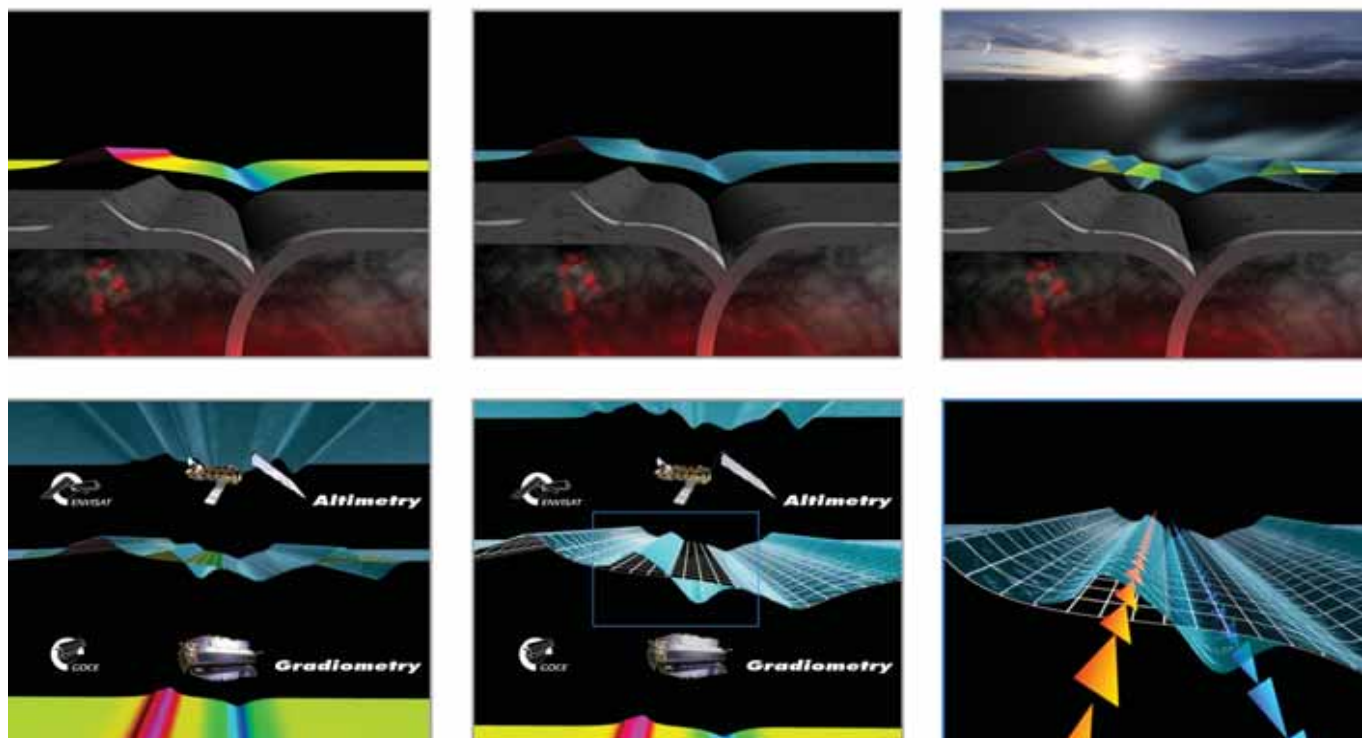 ENVISAT
Altimetry
GOCE
Gradiometry
ENVISAT
Altimetry
GOCE
Gradiometry